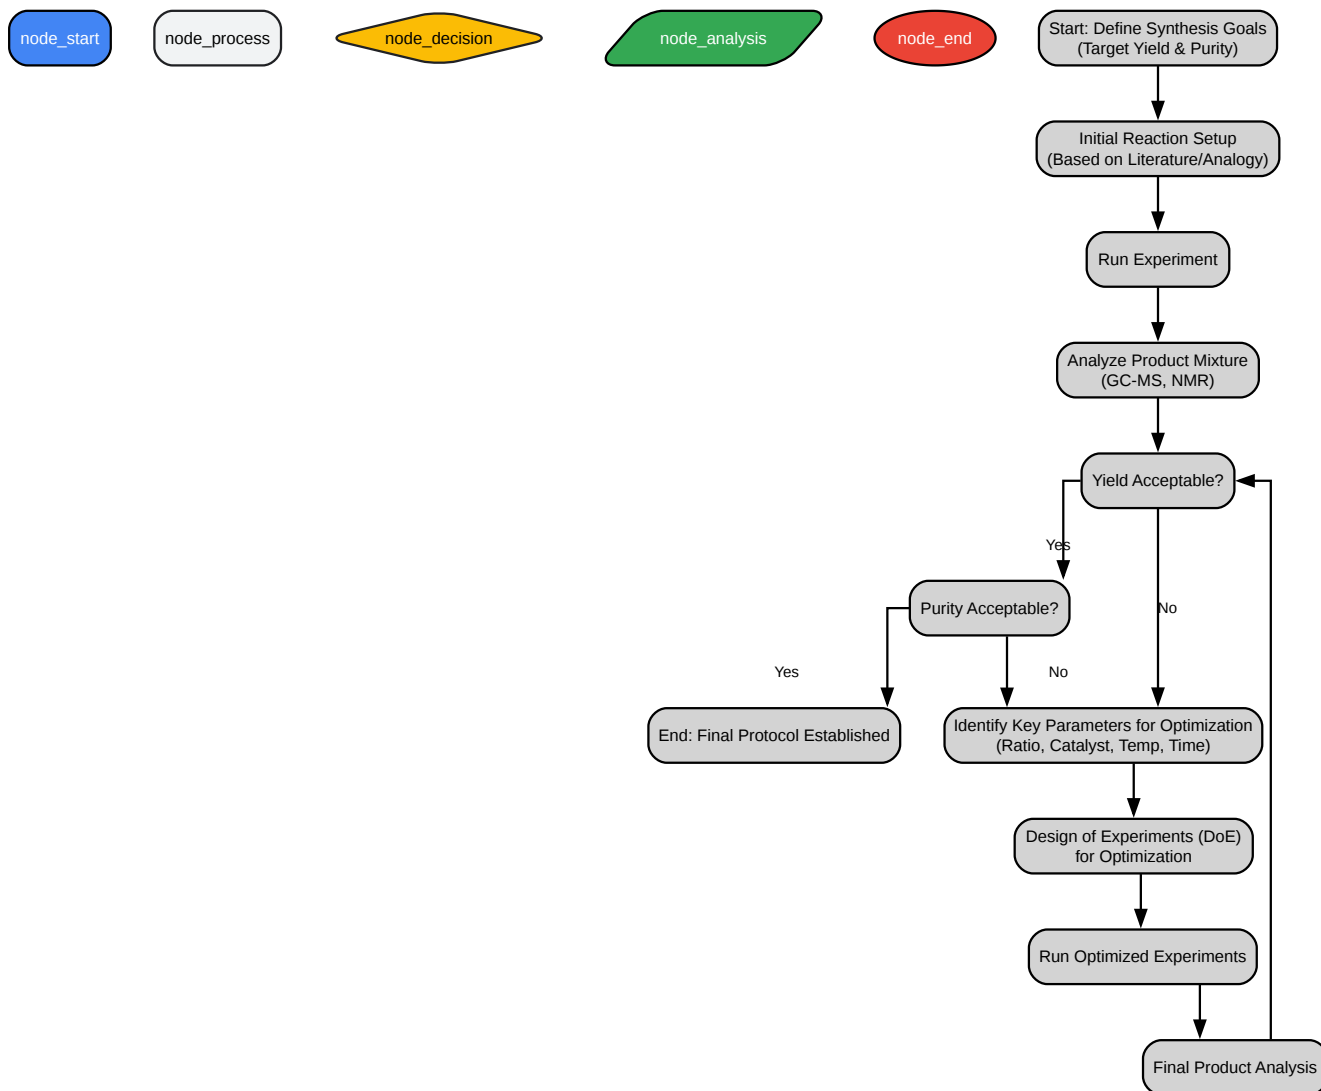 node_start
node_process
node_decision
node_analysis
node_end
Start: Define Synthesis Goals
(Target Yield & Purity)
Initial Reaction Setup
(Based on Literature/Analogy)
Run Experiment
Analyze Product Mixture
(GC-MS, NMR)
Yield Acceptable?
Yes
Purity Acceptable?
No
Yes
No
End: Final Protocol Established
Identify Key Parameters for Optimization
(Ratio, Catalyst, Temp, Time)
Design of Experiments (DoE)
for Optimization
Run Optimized Experiments
Final Product Analysis